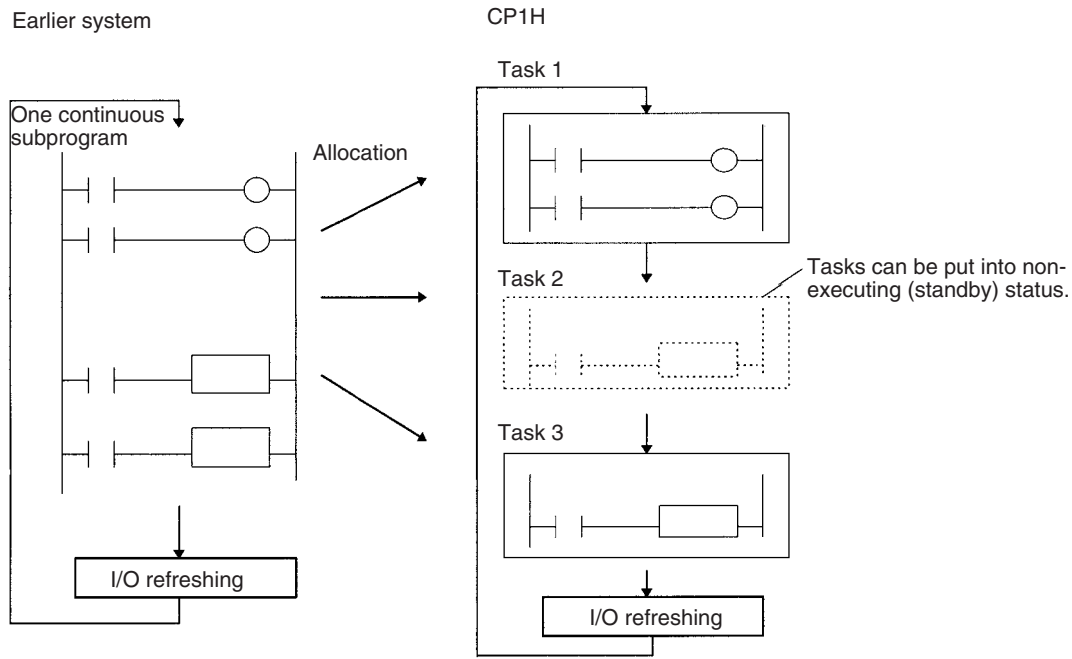 Earlier system
CP1H
One continuous
subprogram
Allocation
Task 1
Task 2
Tasks can be put into non-
executing (standby) status.
Task 3
I/O refreshing
I/O refreshing